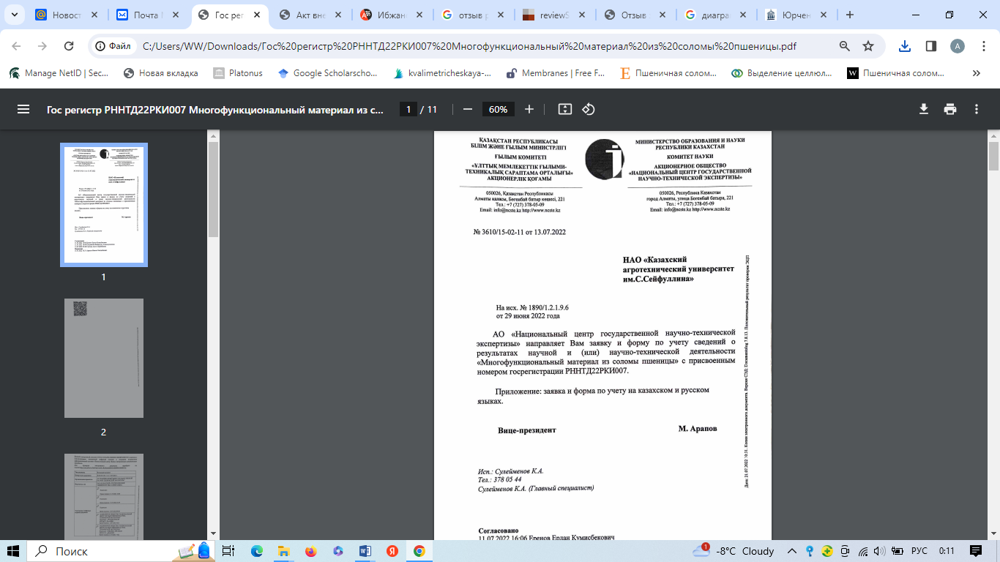 Новост
Почта
Гос рег
Акт вне
Ибжан
отзыв р
reviewS
Отзыв
диагра
Юрчен
Файл
C:/Users/WW/Downloads/Гос%20регистр%20РННТД22РКИ007%20Многофункциональный%20материал%20из%20соломы%20пшеницы.pdf
A
Manage NetID | Sec...
Новая вкладка
Platonus
Google Scholarscho...
kvalimetricheskaya-...
Membranes | Free F...
Пшеничная солом...
Выделение целлюл...
Пшеничная солом...
Гос регистр РННТД22РКИ007 Многофункциональный материал из с...
1 / 11
60%
1
2
ҚАЗАҚСТАН РЕСПУБЛИКАСЫ
БІЛІМ ЖӘНЕ ҒЫЛЫМ МИНИСТРЛІГІ
ҒЫЛЫМ КОМИТЕТІ
«ҰЛТТЫҚ МЕМЛЕКЕТТІК ҒЫЛЫМИ-
ТЕХНИКАЛЫҚ САРАПТАМА ОРТАЛЫҒЫ»
АКЦИОНЕРЛІК ҚОҒАМЫ
050026, Қазақстан Республикасы
Алматы қаласы, Бөгенбай батыр көшесі, 221
Тел.: +7 (727) 378-05-09
Email: info@ncste.kz http://www.ncste.kz
МИНИСТЕРСТВО ОБРАЗОВАНИЯ И НАУКИ
РЕСПУБЛИКИ КАЗАХСТАН
КОМИТЕТ НАУКИ
АКЦИОНЕРНОЕ ОБЩЕСТВО
«НАЦИОНАЛЬНЫЙ ЦЕНТР ГОСУДАРСТВЕННОЙ
НАУЧНО-ТЕХНИЧЕСКОЙ ЭКСПЕРТИЗЫ»
050026, Республика Казахстан
город Алматы, улица Богенбай батыра, 221
Тел.: +7 (727) 378-05-09
Email: info@ncste.kz http://www.ncste.kz
№ 3610/15-02-11 от 13.07.2022
НАО «Казахский
агротехнический университет
им.С.Сейфуллина»
На исх. № 1890/1.2.1.9.6
от 29 июня 2022 года
АО «Национальный центр государственной научно-технической
экспертизы» направляет Вам заявку и форму по учету сведений о
результатах научной и (или) научно-технической деятельности
«Многофункциональный материал из соломы пшеницы» с присвоенным
номером госрегистрации РННТД22РКИ007.
Приложение: заявка и форма по учету на казахском и русском
языках.
Вице-президент
М. Арапов
Исп.: Сулейменов К.А.
Тел.: 378 05 44
Сулейменов К.А. (Главный специалист)
Согласовано
11.07.2022 16:06 Еренов Ерлан Кумисбекович
Дата: 21.07.2022 10:31. Копия электронного документа. Версия СЭД: Documentolog 7.8.13. Положительный результат проверки ЭЦП
Поиск
1
-8°C Cloudy
РУС
0:11